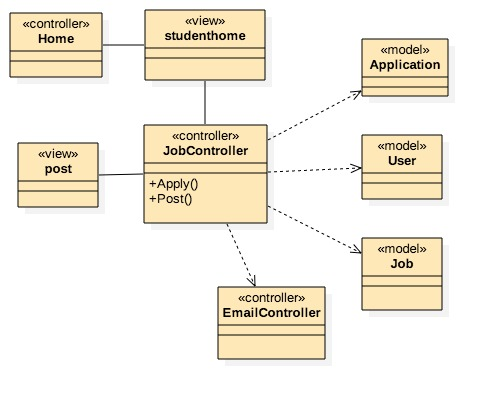 «controller»
Home
«view»
studenthome
«model»
Application
«controller»
JobController
+Apply()
+Post()
«view»
post
«model»
User
«model»
Job
«controller»
EmailController